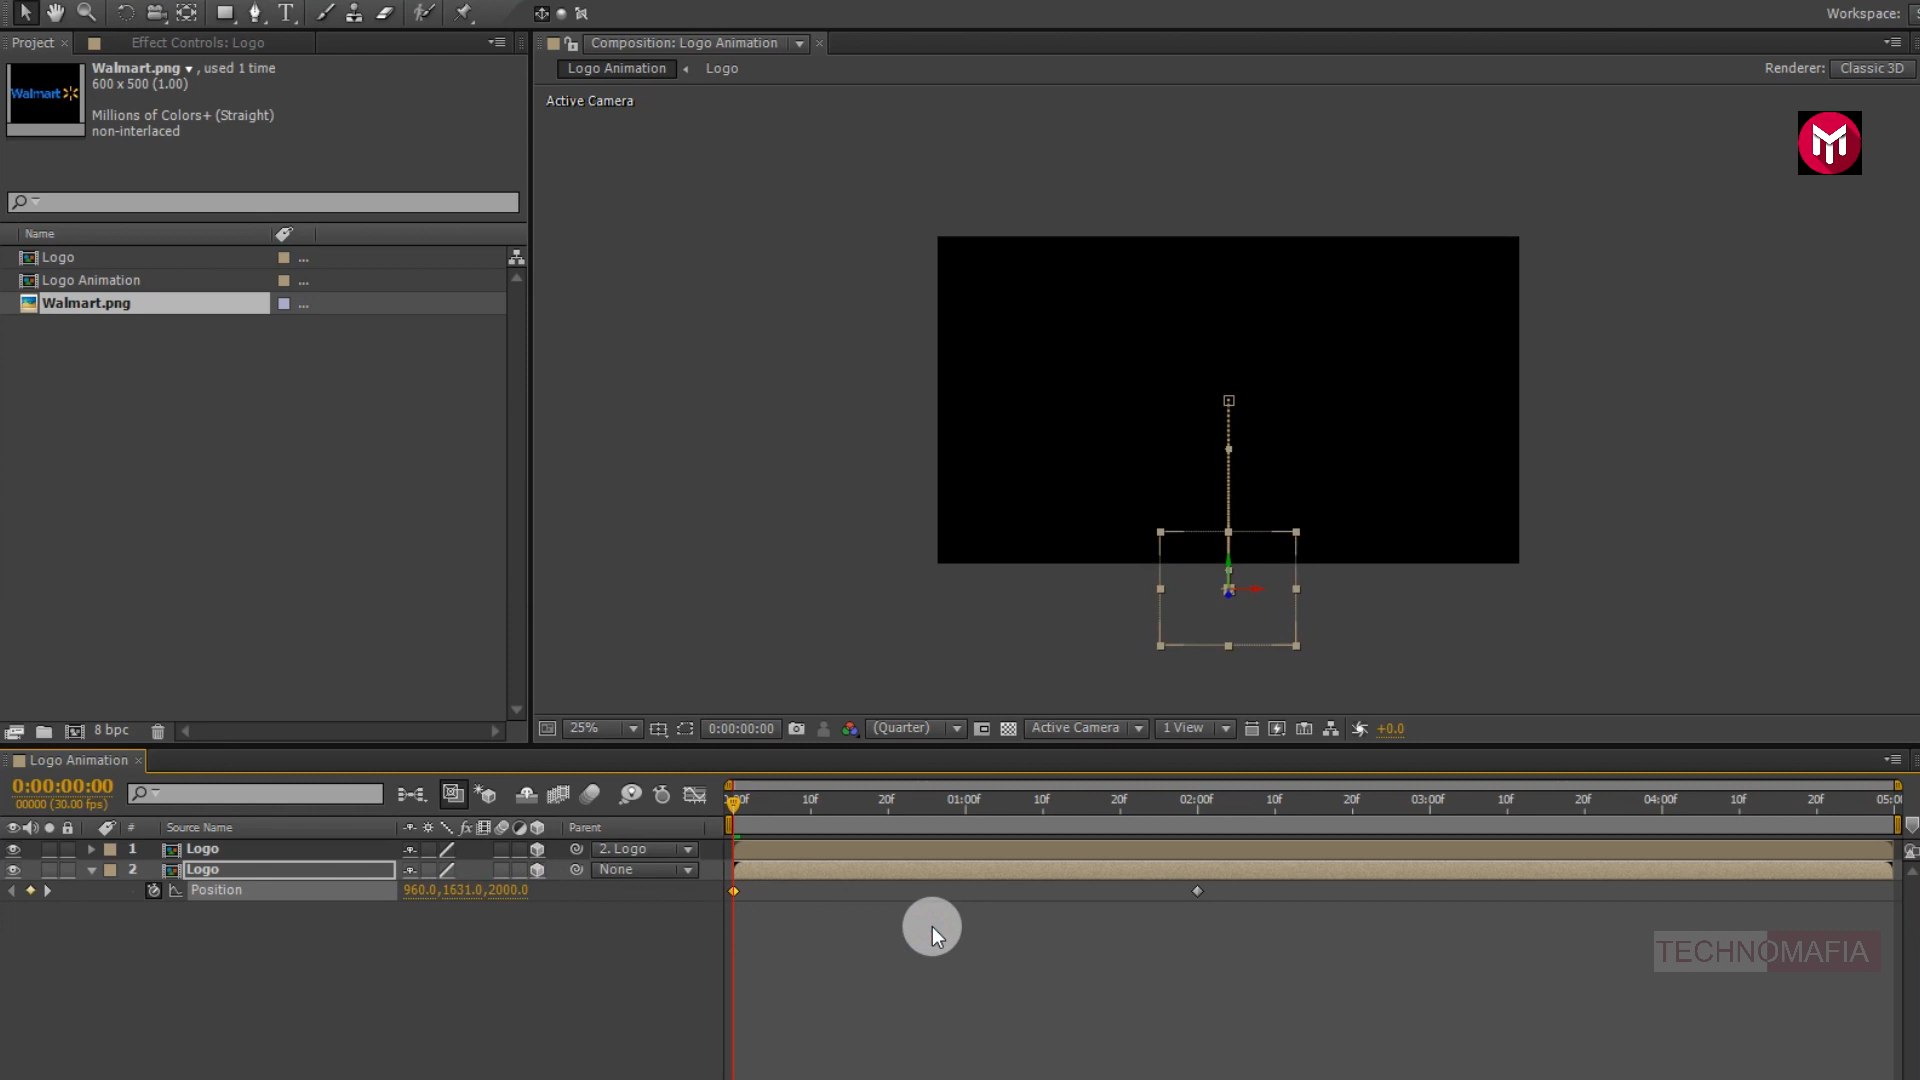 Workspace: S
Project ×
Effect Controls: Logo
Composition: Logo Animation
Walmart.png ▾ , used 1 time
600 x 500 (1.00)
Millions of Colors+ (Straight)
non-interlaced
Walmart
Logo Animation
Logo
Renderer: Classic 3D
Active Camera
Name
Logo ...
Logo Animation ...
Walmart.png ...
8 bpc
25%
0:00:00:00
(Quarter)
Active Camera
1 View
+0.0
Logo Animation ×
0:00:00:00
00000 (30.00 fps)
10f 20f 01:00f 10f 20f 02:00f 10f 20f 03:00f 10f 20f 04:00f 10f 20f
# Source Name fx Parent
1 Logo 2. Logo
2 Logo None
Position 960.0,1631.0,2000.0
TECHNOMAFIA